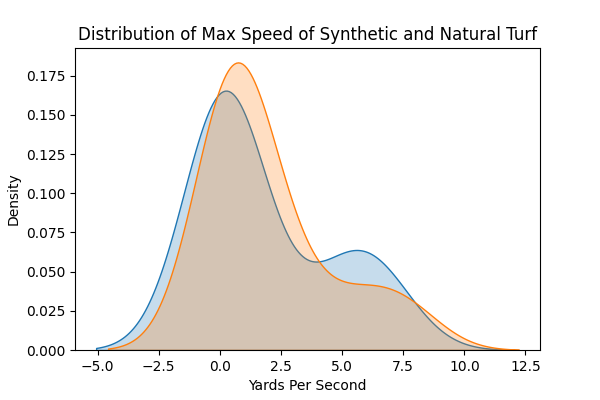 Distribution of Max Speed of Synthetic and Natural Turf
0.175
0.150
0.125
0.100
0.075
0.050
0.025
0.000
Density
−5.0 −2.5 0.0 2.5 5.0 7.5 10.0 12.5
Yards Per Second